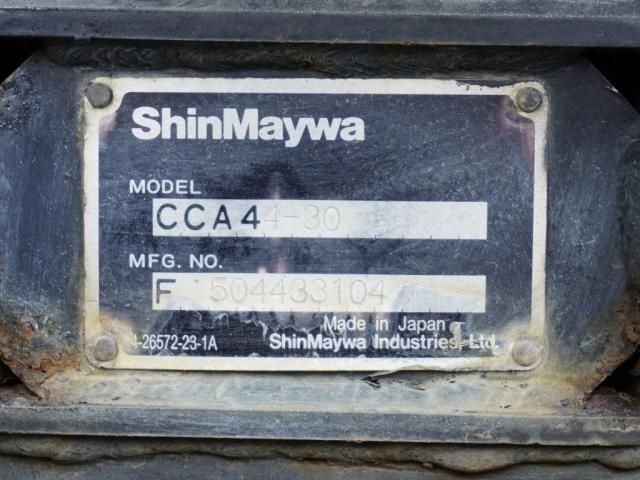 ShinMaywa
MODEL
CCA44-30
MFG. NO.
F 504433104
Made in Japan
4-26572-23-1A ShinMaywa Industries, Ltd.